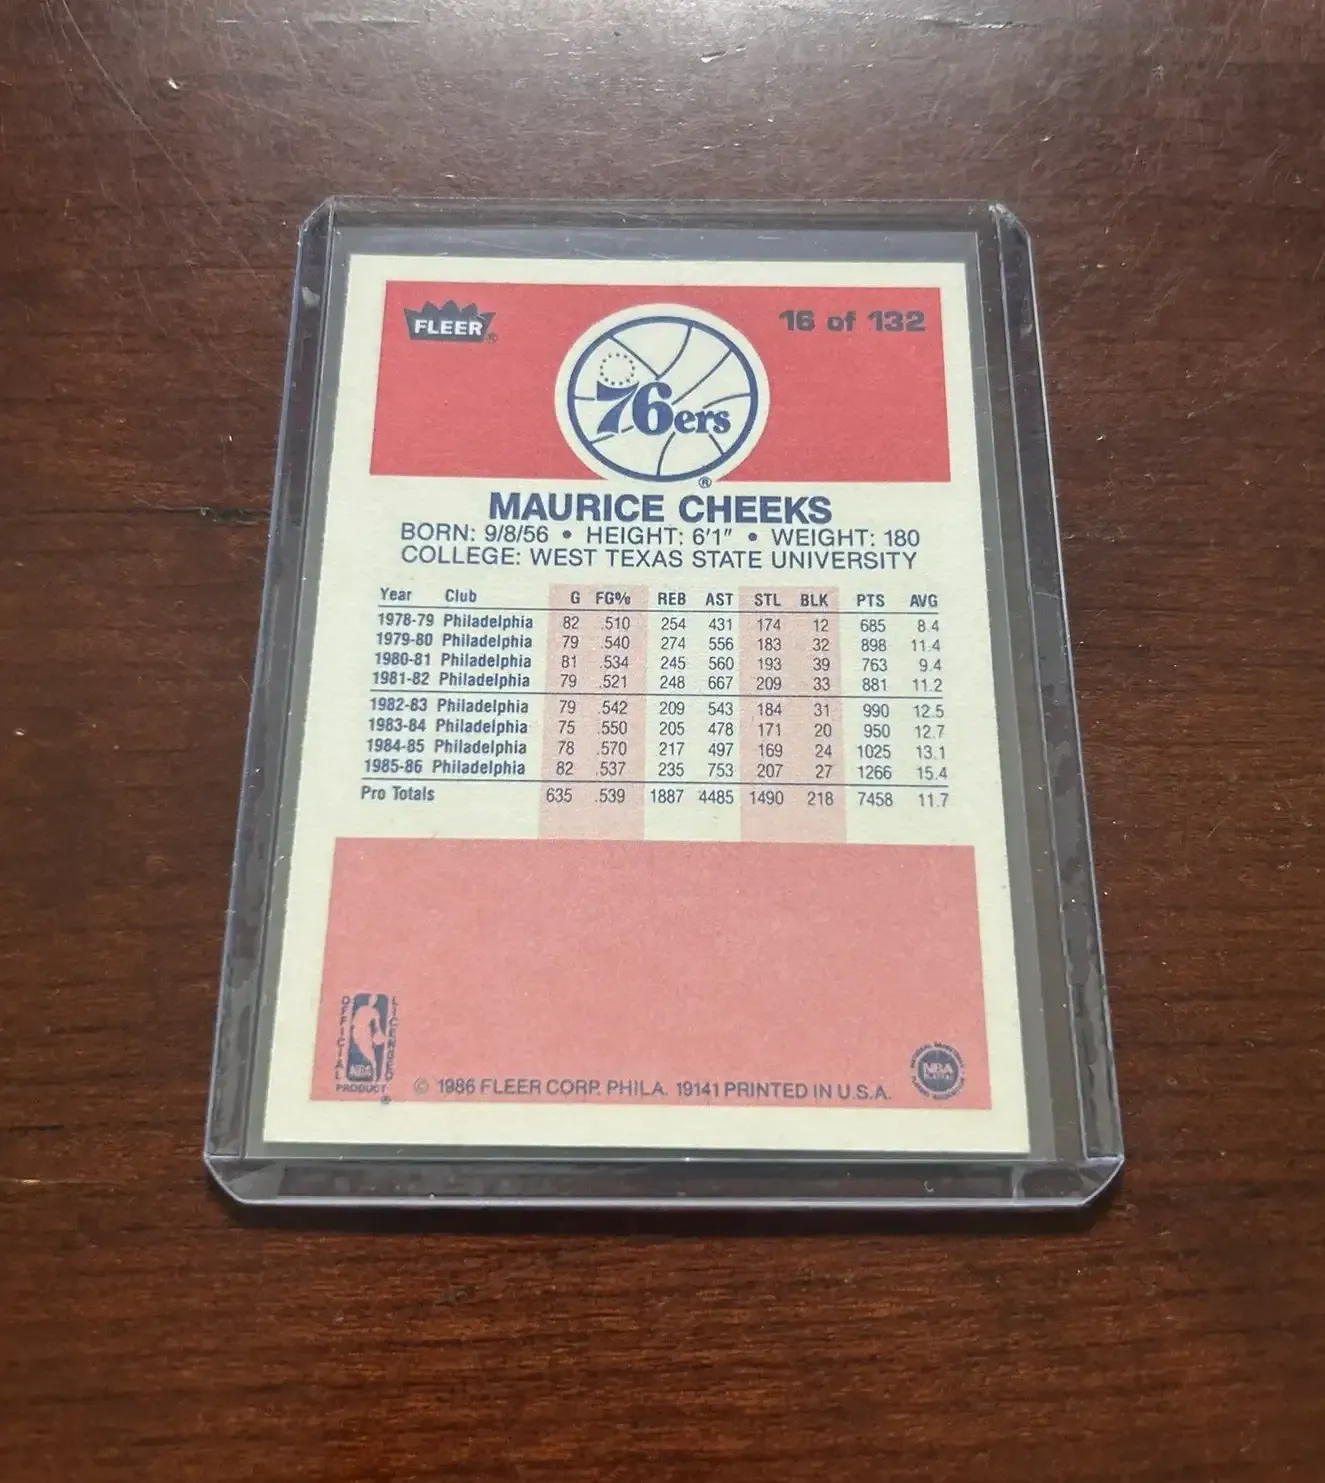 FLEER®
16 of 132
76ers
®
MAURICE CHEEKS
BORN: 9/8/56 • HEIGHT: 6'1" • WEIGHT: 180
COLLEGE: WEST TEXAS STATE UNIVERSITY
Year Club G FG% REB AST STL BLK PTS AVG
1978-79 Philadelphia 82 .510 254 431 174 12 685 8.4
1979-80 Philadelphia 79 .540 274 556 183 32 898 11.4
1980-81 Philadelphia 81 .534 245 560 193 39 763 9.4
1981-82 Philadelphia 79 .521 248 667 209 33 881 11.2
1982-83 Philadelphia 79 .542 209 543 184 31 990 12.5
1983-84 Philadelphia 75 .550 205 478 171 20 950 12.7
1984-85 Philadelphia 78 .570 217 497 169 24 1025 13.1
1985-86 Philadelphia 82 .537 235 753 207 27 1266 15.4
Pro Totals 635 .539 1887 4485 1490 218 7458 11.7
OFFICIAL
LICENSED
NBA
PRODUCT
®
© 1986 FLEER CORP. PHILA. 19141 PRINTED IN U.S.A.
NBA